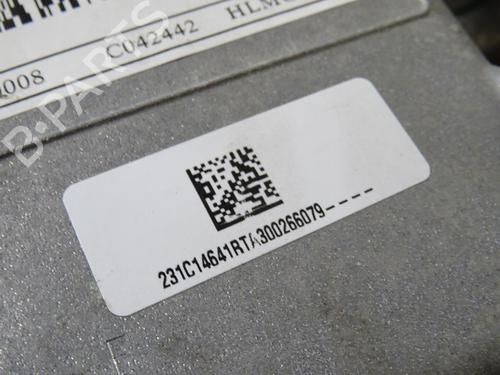 008 C042442 HLM
231C14641RTA300266079----
B-PARTS